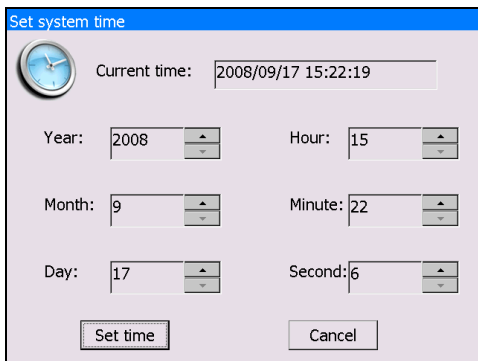 Set system time
Current time: 2008/09/17 15:22:19
Year: 2008 Hour: 15
Month: 9 Minute: 22
Day: 17 Second: 6
Set time Cancel